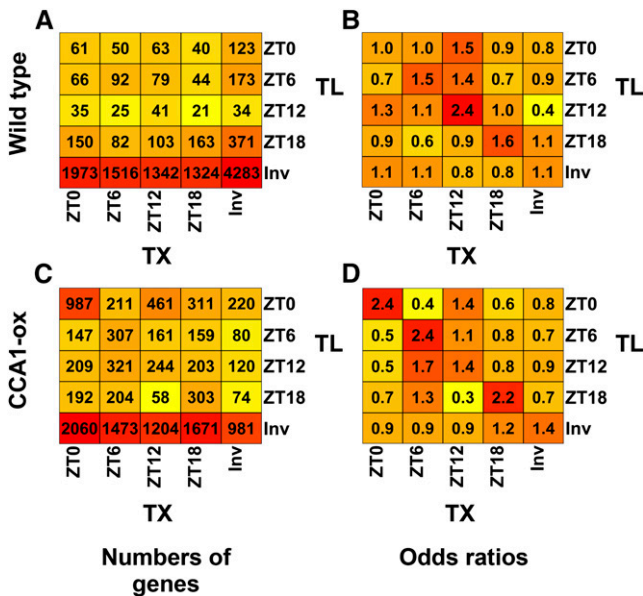 A
B
Wild type
61 50 63 40 123 ZT0
66 92 79 44 173 ZT6
35 25 41 21 34 ZT12
150 82 103 163 371 ZT18
1973 1516 1342 1324 4283 Inv
ZT0 ZT6 ZT12 ZT18 Inv
TX
TL
1.0 1.0 1.5 0.9 0.8 ZT0
0.7 1.5 1.4 0.7 0.9 ZT6
1.3 1.1 2.4 1.0 0.4 ZT12
0.9 0.6 0.9 1.6 1.1 ZT18
1.1 1.1 0.8 0.8 1.1 Inv
ZT0 ZT6 ZT12 ZT18 Inv
TX
TL
C
D
CCA1-ox
987 211 461 311 220 ZT0
147 307 161 159 80 ZT6
209 321 244 203 120 ZT12
192 204 58 303 74 ZT18
2060 1473 1204 1671 981 Inv
ZT0 ZT6 ZT12 ZT18 Inv
TX
TL
2.4 0.4 1.4 0.6 0.8 ZT0
0.5 2.4 1.1 0.8 0.7 ZT6
0.5 1.7 1.4 0.8 0.9 ZT12
0.7 1.3 0.3 2.2 0.7 ZT18
0.9 0.9 0.9 1.2 1.4 Inv
ZT0 ZT6 ZT12 ZT18 Inv
TX
TL
Numbers of
genes
Odds ratios